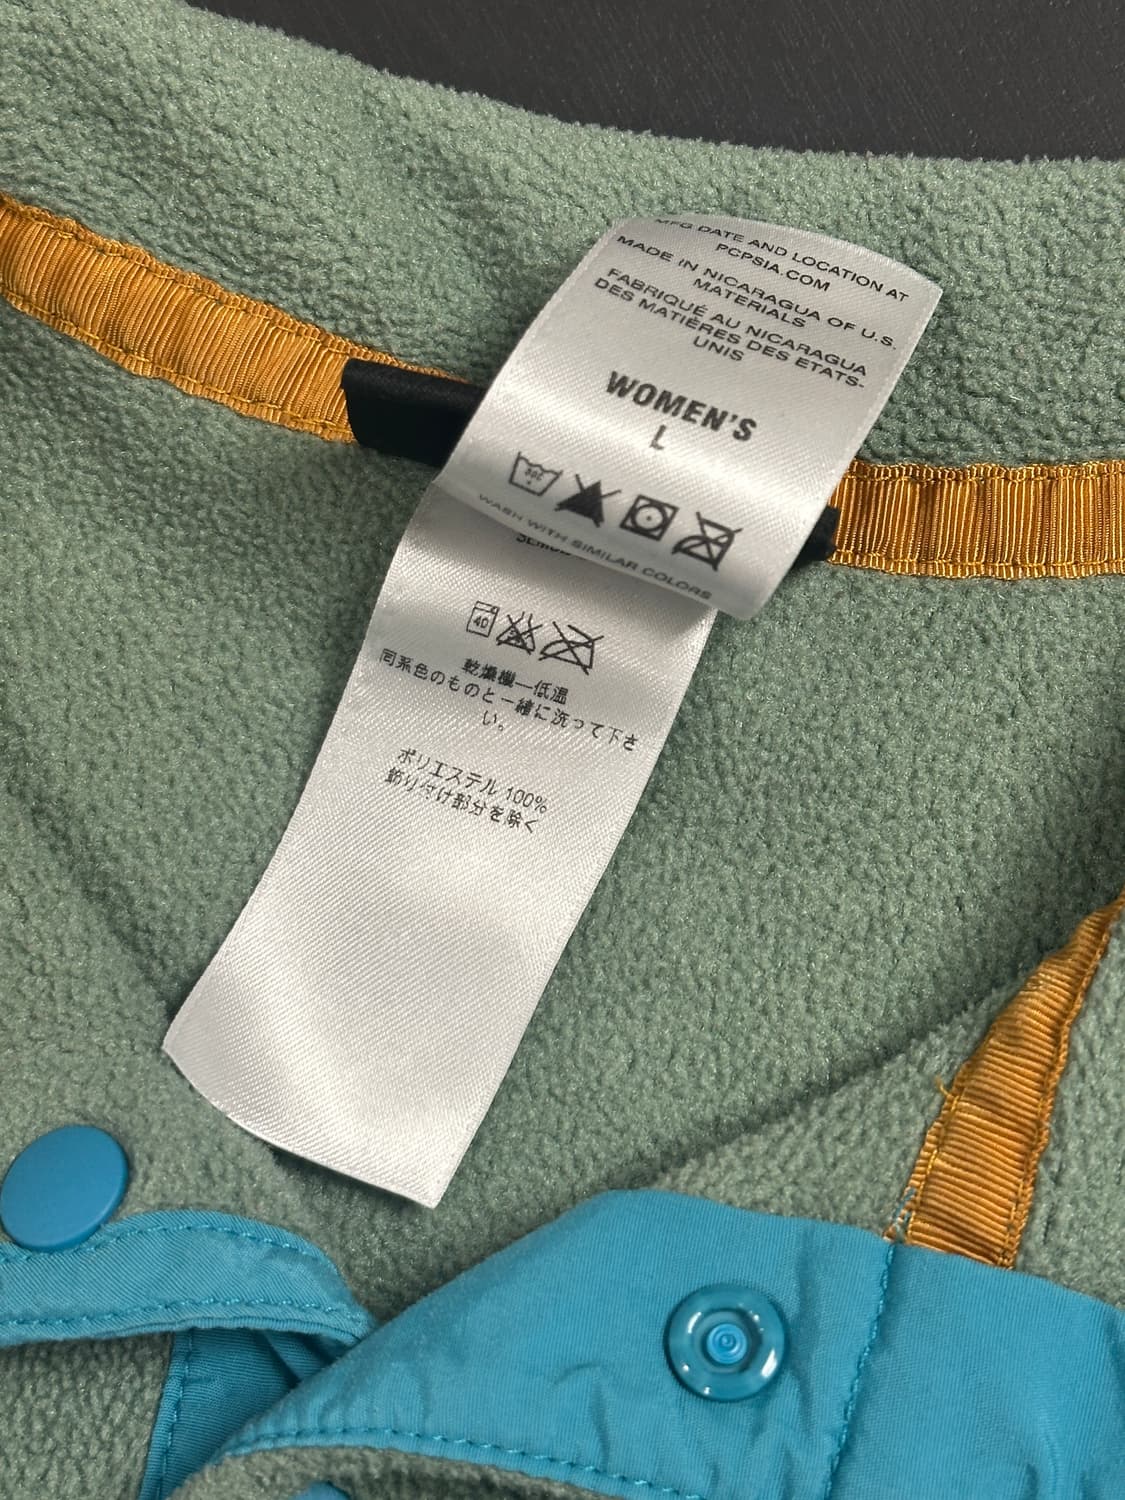 MFG DATE AND LOCATION AT
PCPSIA.COM
MADE IN NICARAGUA OF U.S.
MATERIALS
FABRIQUÉ AU NICARAGUA
DES MATIÈRES DES ETATS-
UNIS
WOMEN'S
L
30C
WASH WITH SIMILAR COLORS
40
乾燥機—低温
同系色のものと一緒に洗って下さ
い。
ポリエステル 100%
飾り付け部分を除く